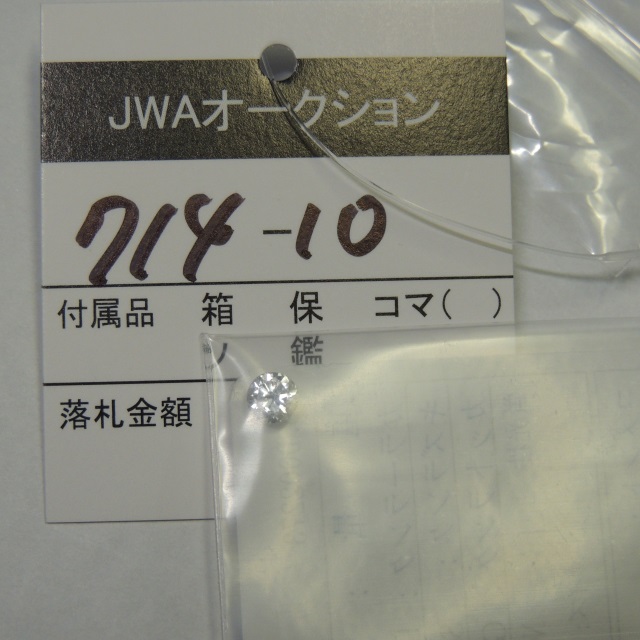 JWAオークション
714-10
付属品 箱 保 コマ( )
鑑
落札金額